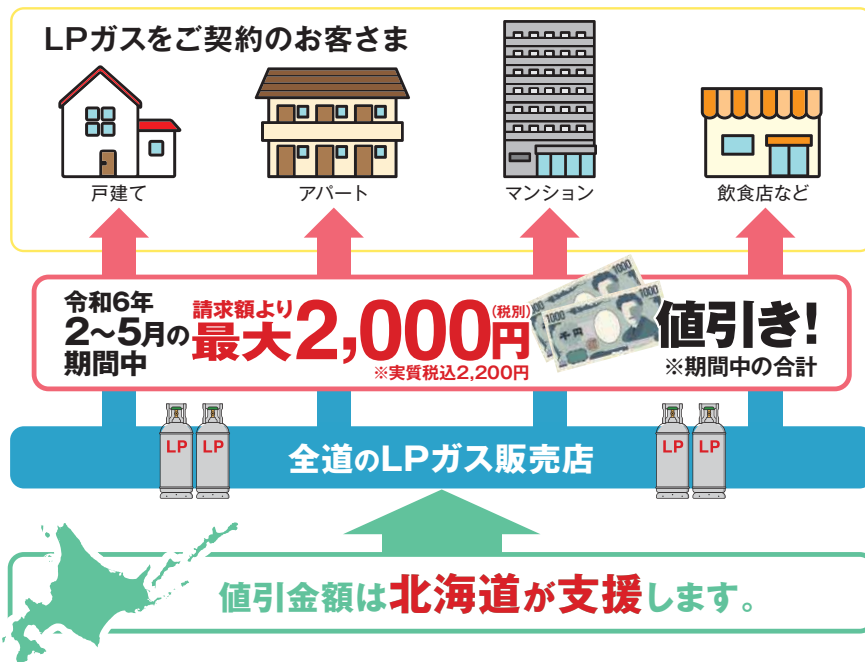 LPガスをご契約のお客さま
戸建て
アパート
マンション
飲食店など
令和6年
2〜5月の
期間中
請求額より
最大2,000円(税別)
※実質税込2,200円
1000
1000
千円
値引き!
※期間中の合計
LP
LP
全道のLPガス販売店
LP
LP
値引金額は北海道が支援します。